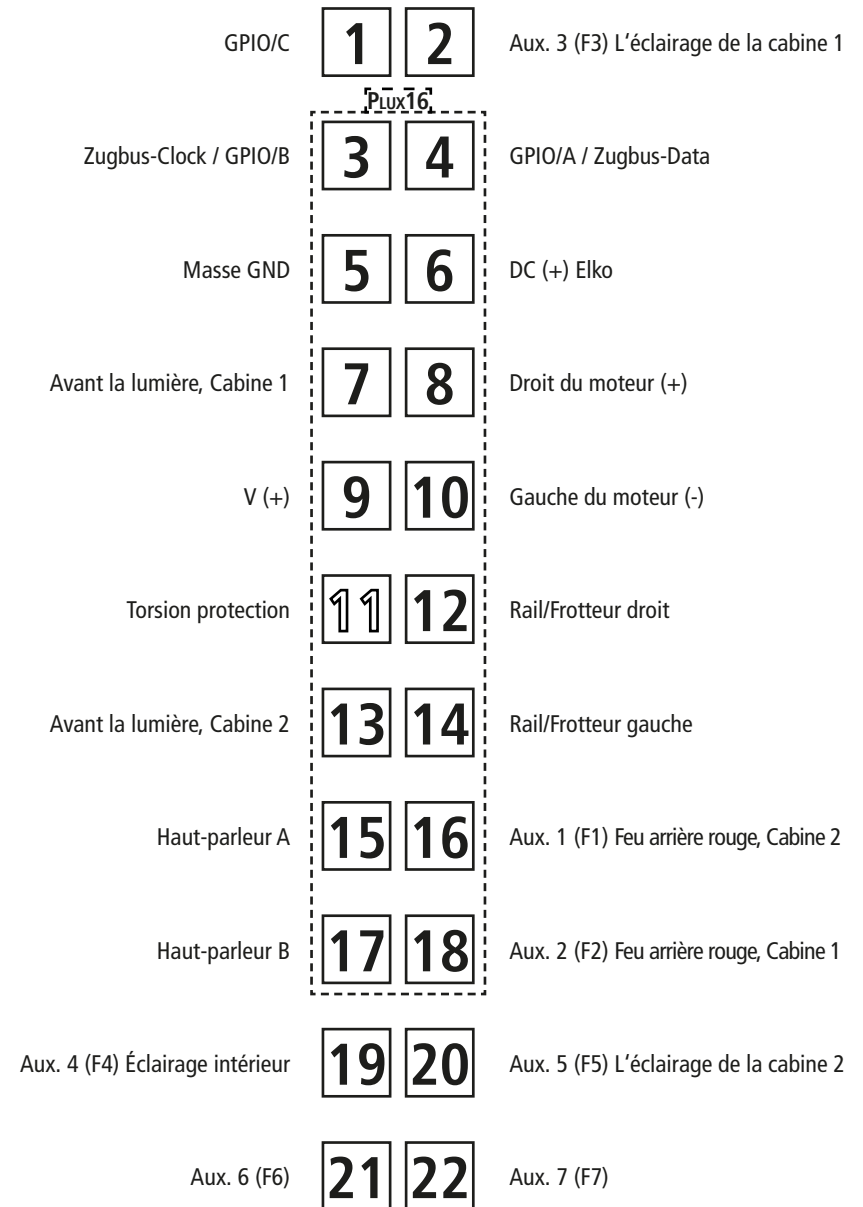 GPIO/C 1 2 Aux. 3 (F3) L‘éclairage de la cabine 1
PLUX16
Zugbus-Clock / GPIO/B 3 4 GPIO/A / Zugbus-Data
Masse GND 5 6 DC (+) Elko
Avant la lumière, Cabine 1 7 8 Droit du moteur (+)
V (+) 9 10 Gauche du moteur (-)
Torsion protection 11 12 Rail/Frotteur droit
Avant la lumière, Cabine 2 13 14 Rail/Frotteur gauche
Haut-parleur A 15 16 Aux. 1 (F1) Feu arrière rouge, Cabine 2
Haut-parleur B 17 18 Aux. 2 (F2) Feu arrière rouge, Cabine 1
Aux. 4 (F4) Éclairage intérieur 19 20 Aux. 5 (F5) L‘éclairage de la cabine 2
Aux. 6 (F6) 21 22 Aux. 7 (F7)